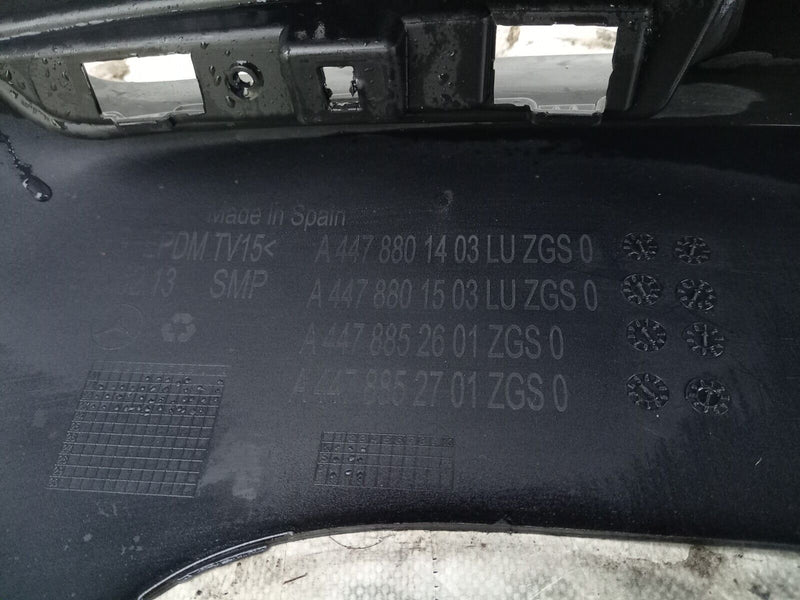 Made in Spain
EPDM TV15< A 447 880 14 03 LU ZGS 0
13 SMP A 447 880 15 03 LU ZGS 0
A 447 885 26 01 ZGS 0
A 447 885 27 01 ZGS 0